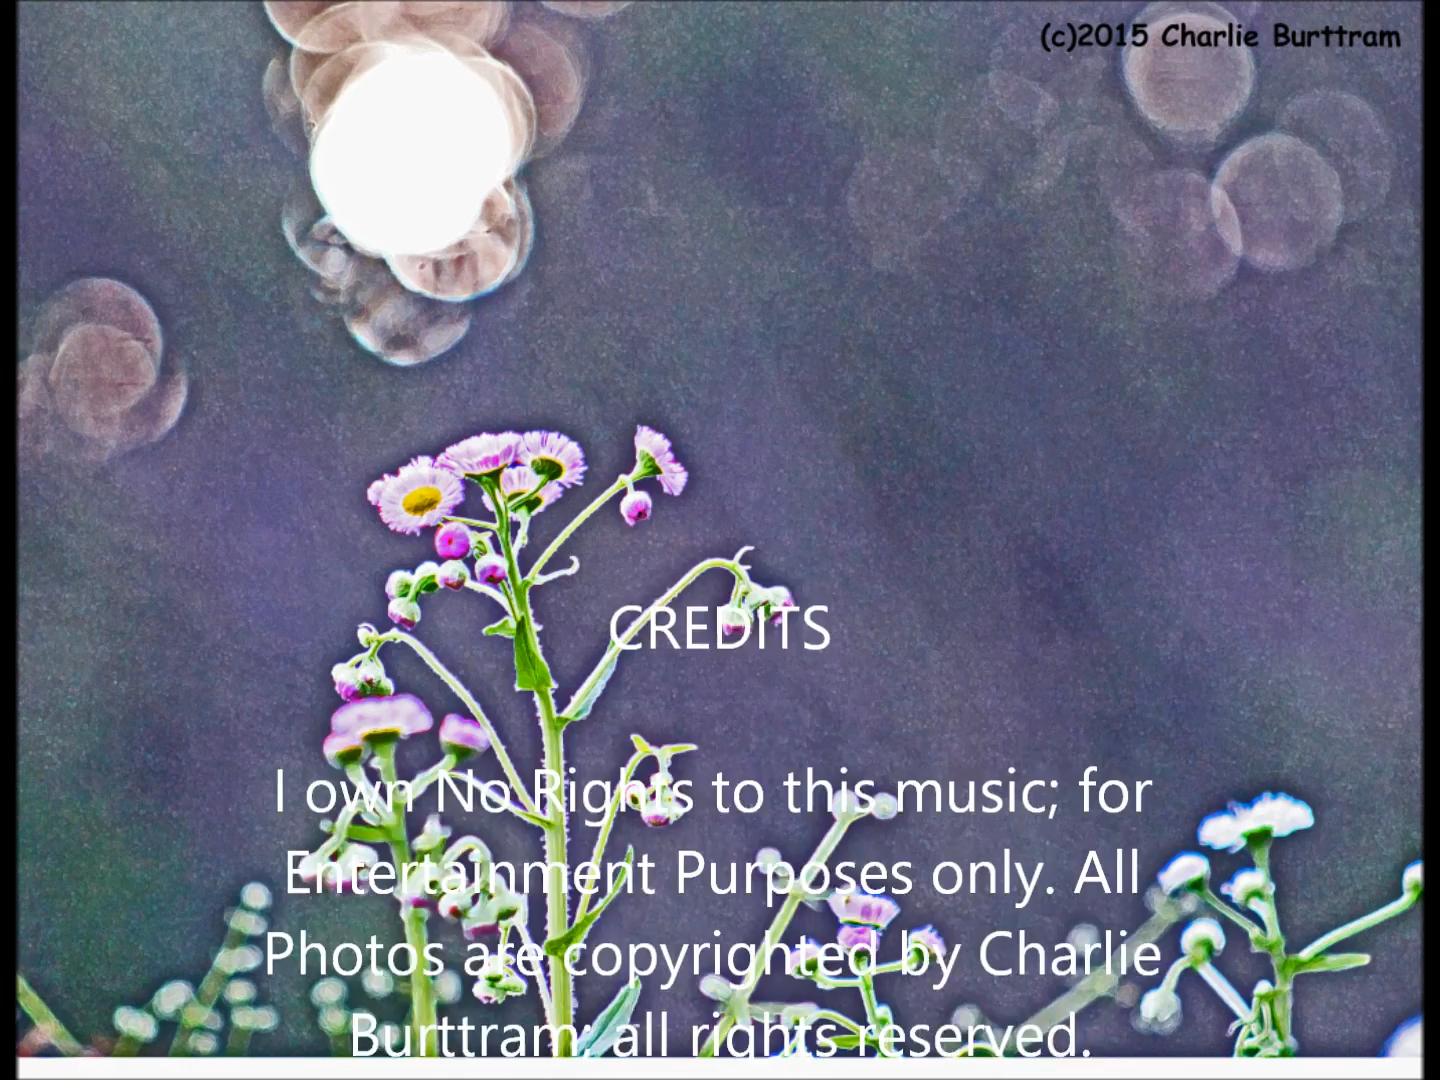 (c)2015 Charlie Burttram
CREDITS
I own No Rights to this music; for
Entertainment Purposes only. All
Photos are copyrighted by Charlie
Burttram; all rights reserved.